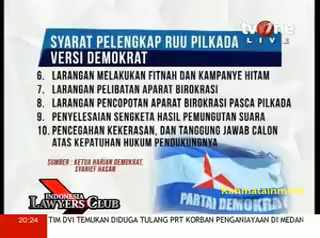 SYARAT PELENGKAP RUU PILKADA
VERSI DEMOKRAT
tvOne
LIVE
6. LARANGAN MELAKUKAN FITNAH DAN KAMPANYE HITAM
7. LARANGAN PELIBATAN APARAT BIROKRASI
8. LARANGAN PENCOPOTAN APARAT BIROKRASI PASCA PILKADA
9. PENYELESAIAN SENGKETA HASIL PEMUNGUTAN SUARA
10. PENCEGAHAN KEKERASAN, DAN TANGGUNG JAWAB CALON
ATAS KEPATUHAN HUKUM PENDUKUNGNYA
SUMBER : KETUA HARIAN DEMOKRAT,
SYARIEF HASAN
PARTAI DEMOKRAT
INDONESIA
LAWYERS CLUB
20:24
TIM DVI TEMUKAN DIDUGA TULANG PRT KORBAN PENGANIAYAAN DI MEDAN